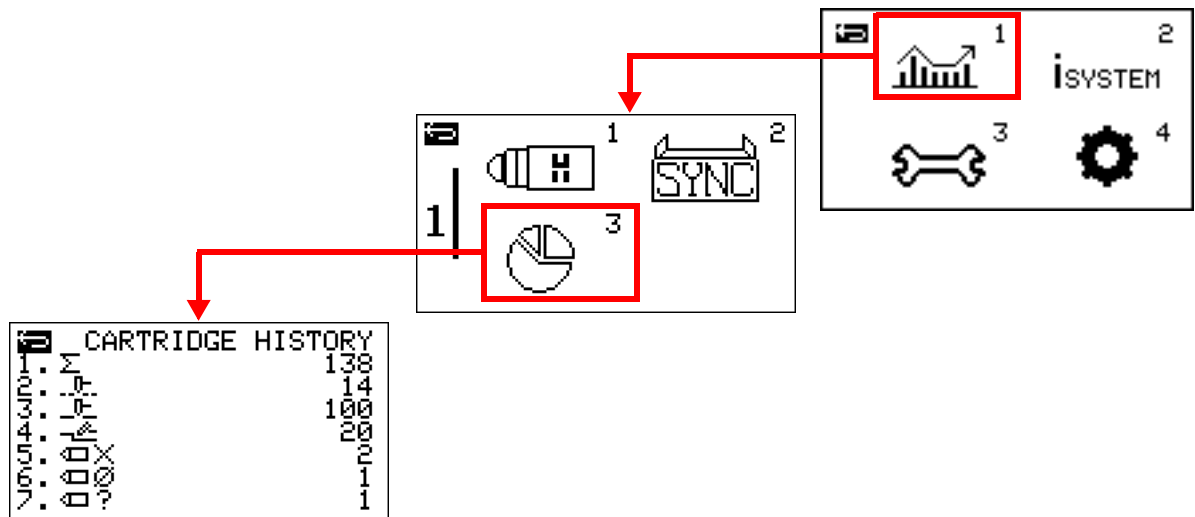 1
2
iSYSTEM
3
4
1
2
SYNC
1
3
CARTRIDGE HISTORY
1. Σ 138
2. 14
3. 100
4. 20
5. X 2
6. Ø 1
7. ? 1